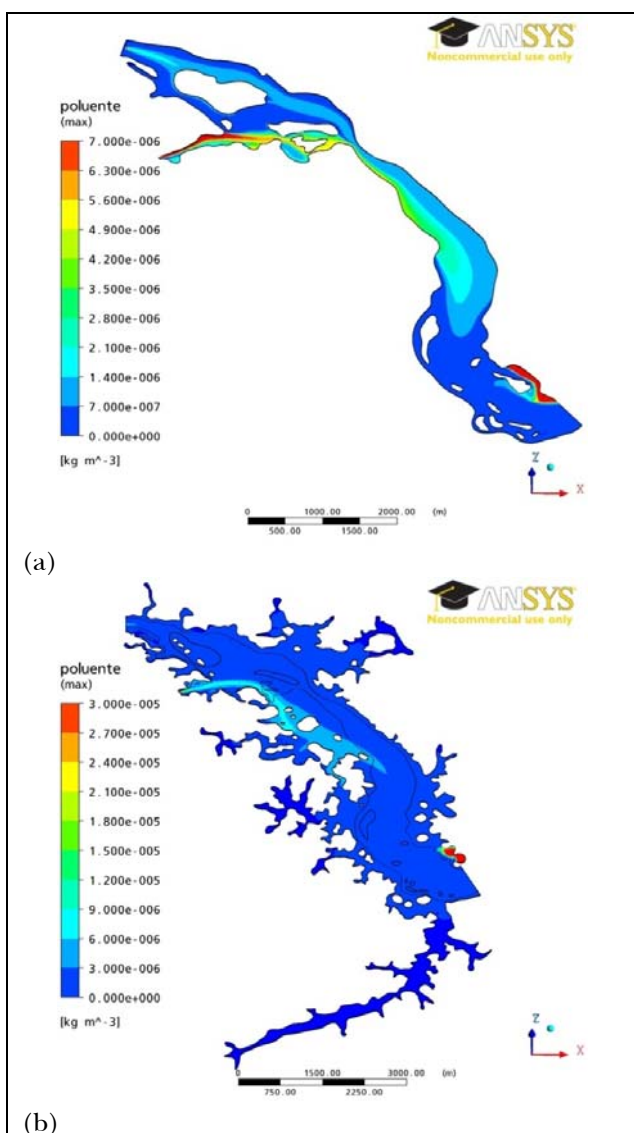 ANSYS
Noncommercial use only
poluente
(max)
7.000e-006
6.300e-006
5.600e-006
4.900e-006
4.200e-006
3.500e-006
2.800e-006
2.100e-006
1.400e-006
7.000e-007
0.000e+000
[kg m^-3]
Z
X
0 1000.00 2000.00 (m)
500.00 1500.00
(a)
ANSYS
Noncommercial use only
poluente
(max)
3.000e-005
2.700e-005
2.400e-005
2.100e-005
1.800e-005
1.500e-005
1.200e-005
9.000e-006
6.000e-006
3.000e-006
0.000e+000
[kg m^-3]
Z
X
0 1500.00 3000.00 (m)
750.00 2250.00
(b)